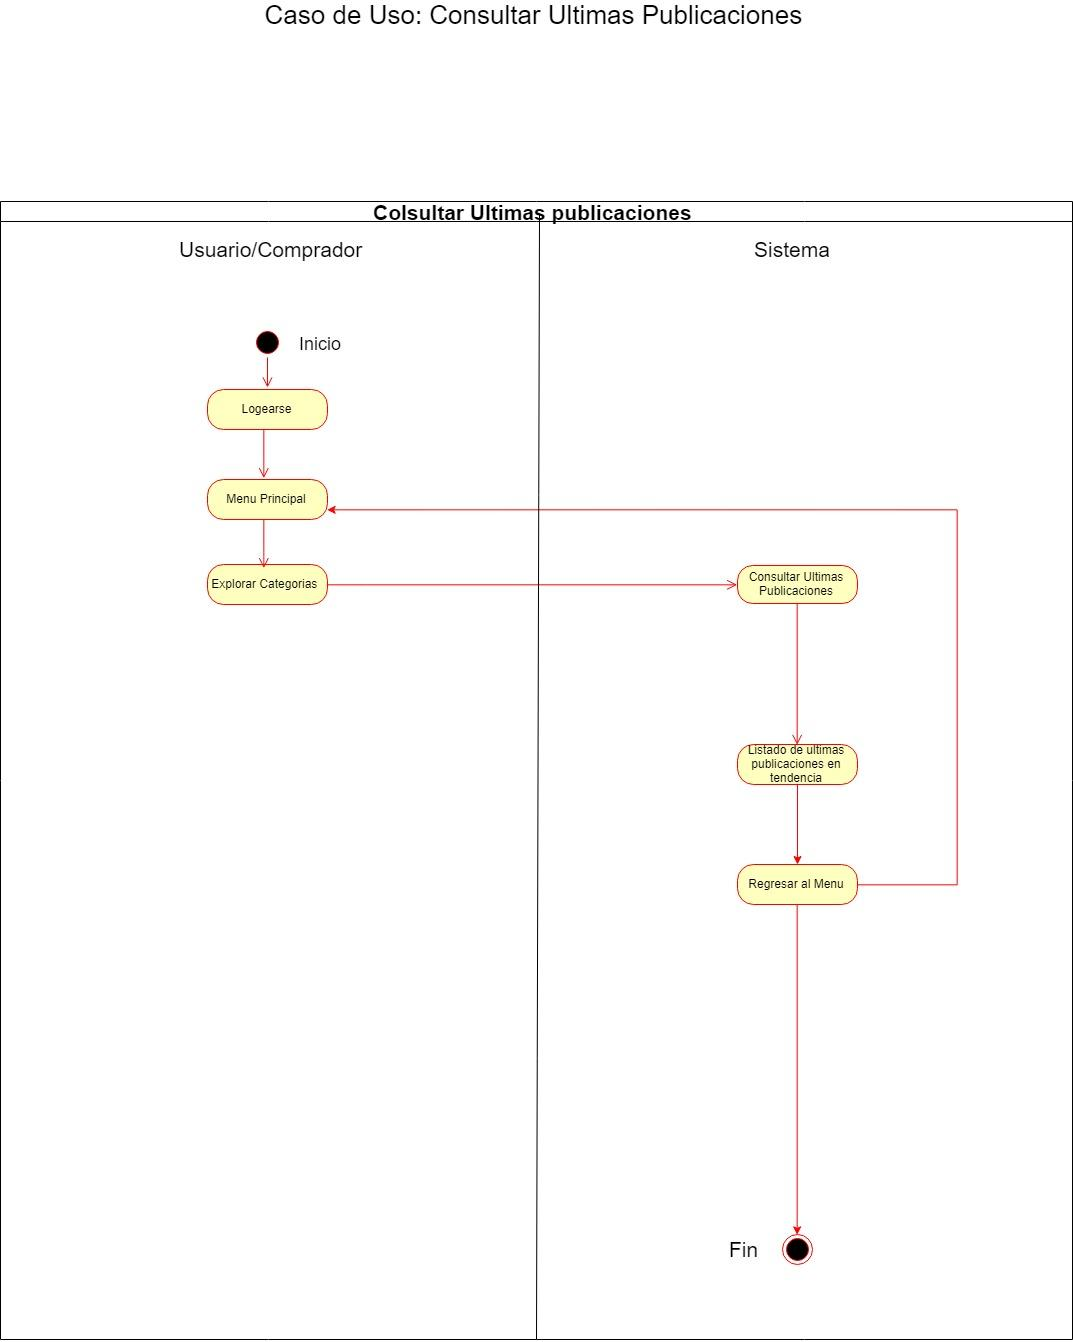 Caso de Uso: Consultar Ultimas Publicaciones
Colsultar Ultimas publicaciones
Usuario/Comprador
Sistema
Inicio
Logearse
Menu Principal
Explorar Categorias
Consultar Ultimas
Publicaciones
Listado de ultimas
publicaciones en
tendencia
Regresar al Menu
Fin